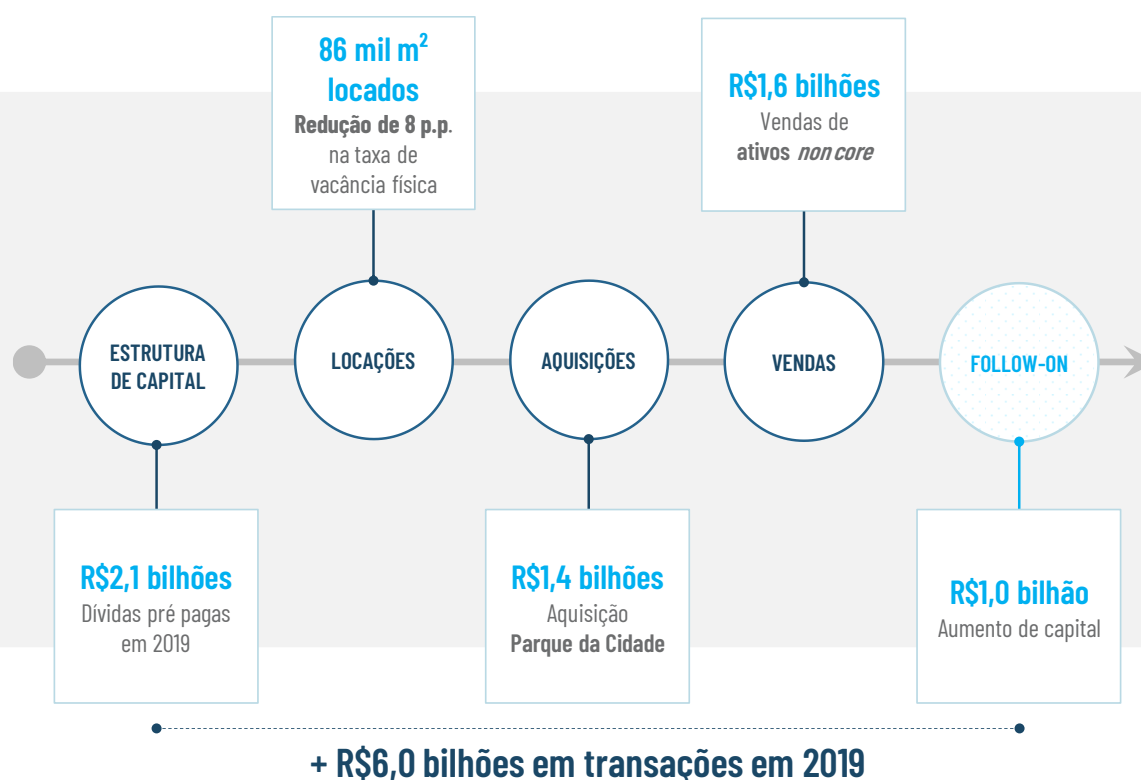 86 mil m²
locados
Redução de 8 p.p.
na taxa de
vacância física
R$1,6 bilhões
Vendas de
ativos non core
ESTRUTURA
DE CAPITAL
LOCAÇÕES
AQUISIÇÕES
VENDAS
FOLLOW-ON
R$2,1 bilhões
Dívidas pré pagas
em 2019
R$1,4 bilhões
Aquisição
Parque da Cidade
R$1,0 bilhão
Aumento de capital
+ R$6,0 bilhões em transações em 2019